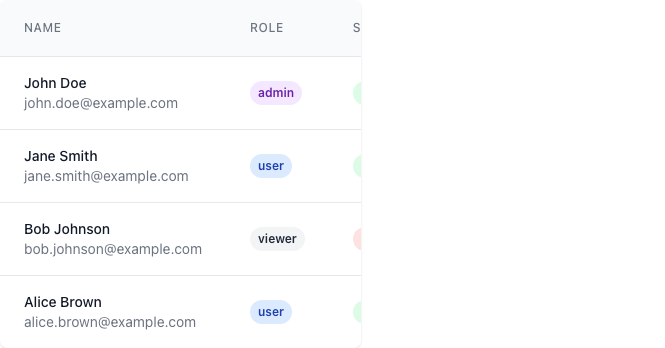 NAME ROLE S
John Doe
john.doe@example.com
admin
Jane Smith
jane.smith@example.com
user
Bob Johnson
bob.johnson@example.com
viewer
Alice Brown
alice.brown@example.com
user